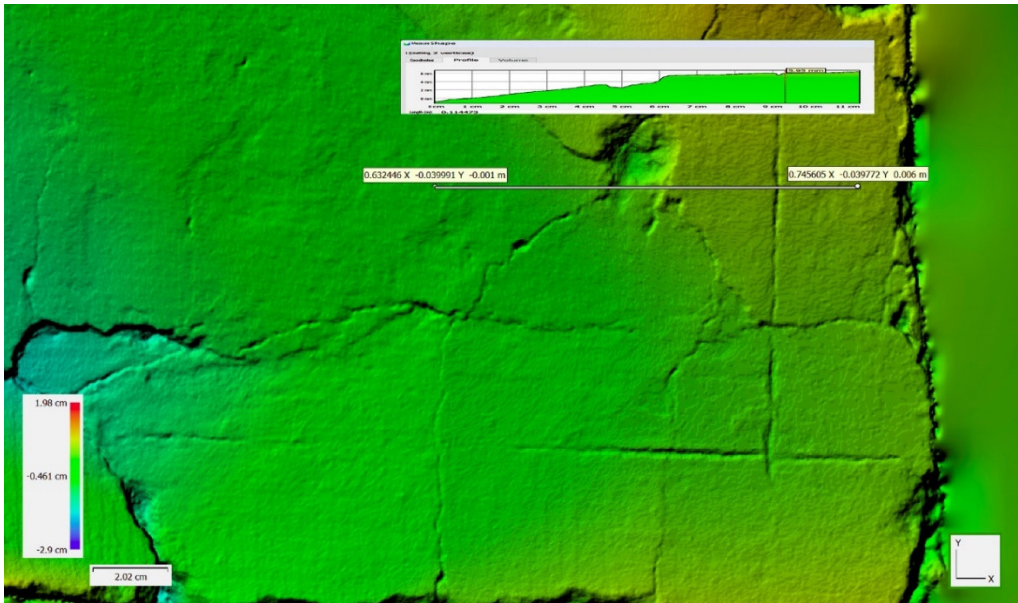 Profile Volume
1 cm 2 cm 3 cm 4 cm 5 cm 6 cm 7 cm 8 cm 9 cm 10 cm 11 cm
0.632446 X -0.039991 Y -0.001 m
0.745605 X -0.039772 Y 0.006 m
1.98 cm
-0.461 cm
-2.9 cm
2.02 cm
Y
X